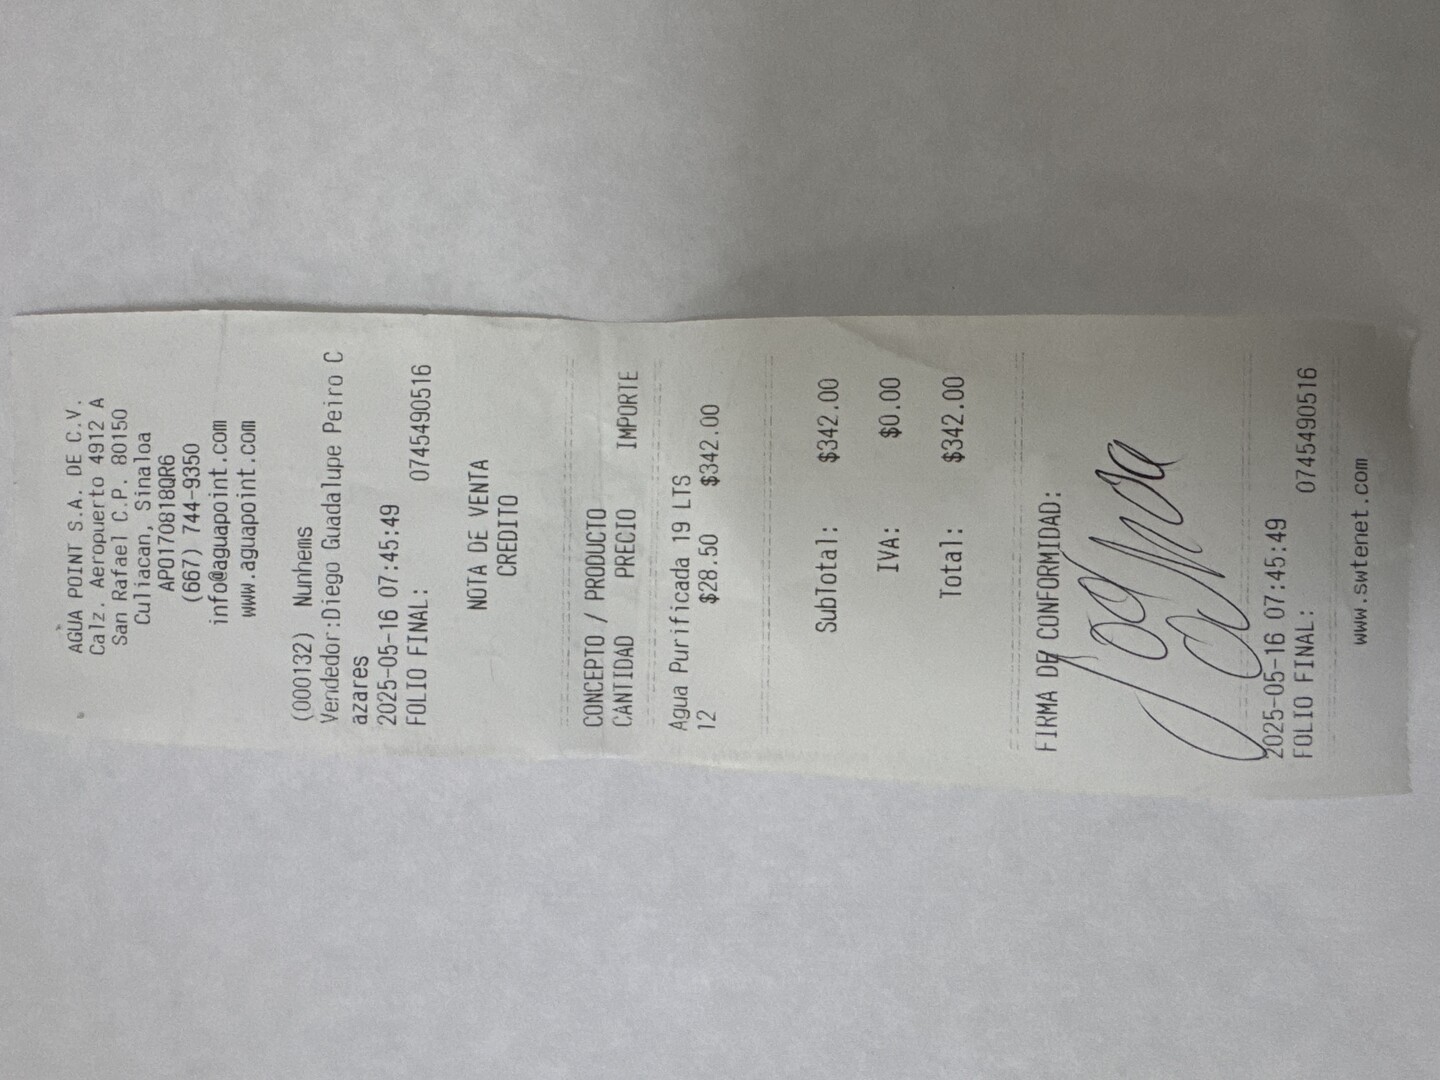 AGUA POINT S.A. DE C.V.
Calz. Aeropuerto 4912 A
San Rafael C.P. 80150
Culiacan, Sinaloa
APO170818QR6
(667) 744-9350
info@aguapoint.com
www.aguapoint.com
(000132) Nunhems
Vendedor:Diego Guadalupe Peiro C
azares
2025-05-16 07:45:49
FOLIO FINAL: 0745490516
NOTA DE VENTA
CREDITO
CONCEPTO / PRODUCTO
CANTIDAD PRECIO IMPORTE
Agua Purificada 19 LTS
12 $28.50 $342.00
SubTotal: $342.00
IVA: $0.00
Total: $342.00
FIRMA DE CONFORMIDAD:
2025-05-16 07:45:49
FOLIO FINAL: 0745490516
www.swtenet.com